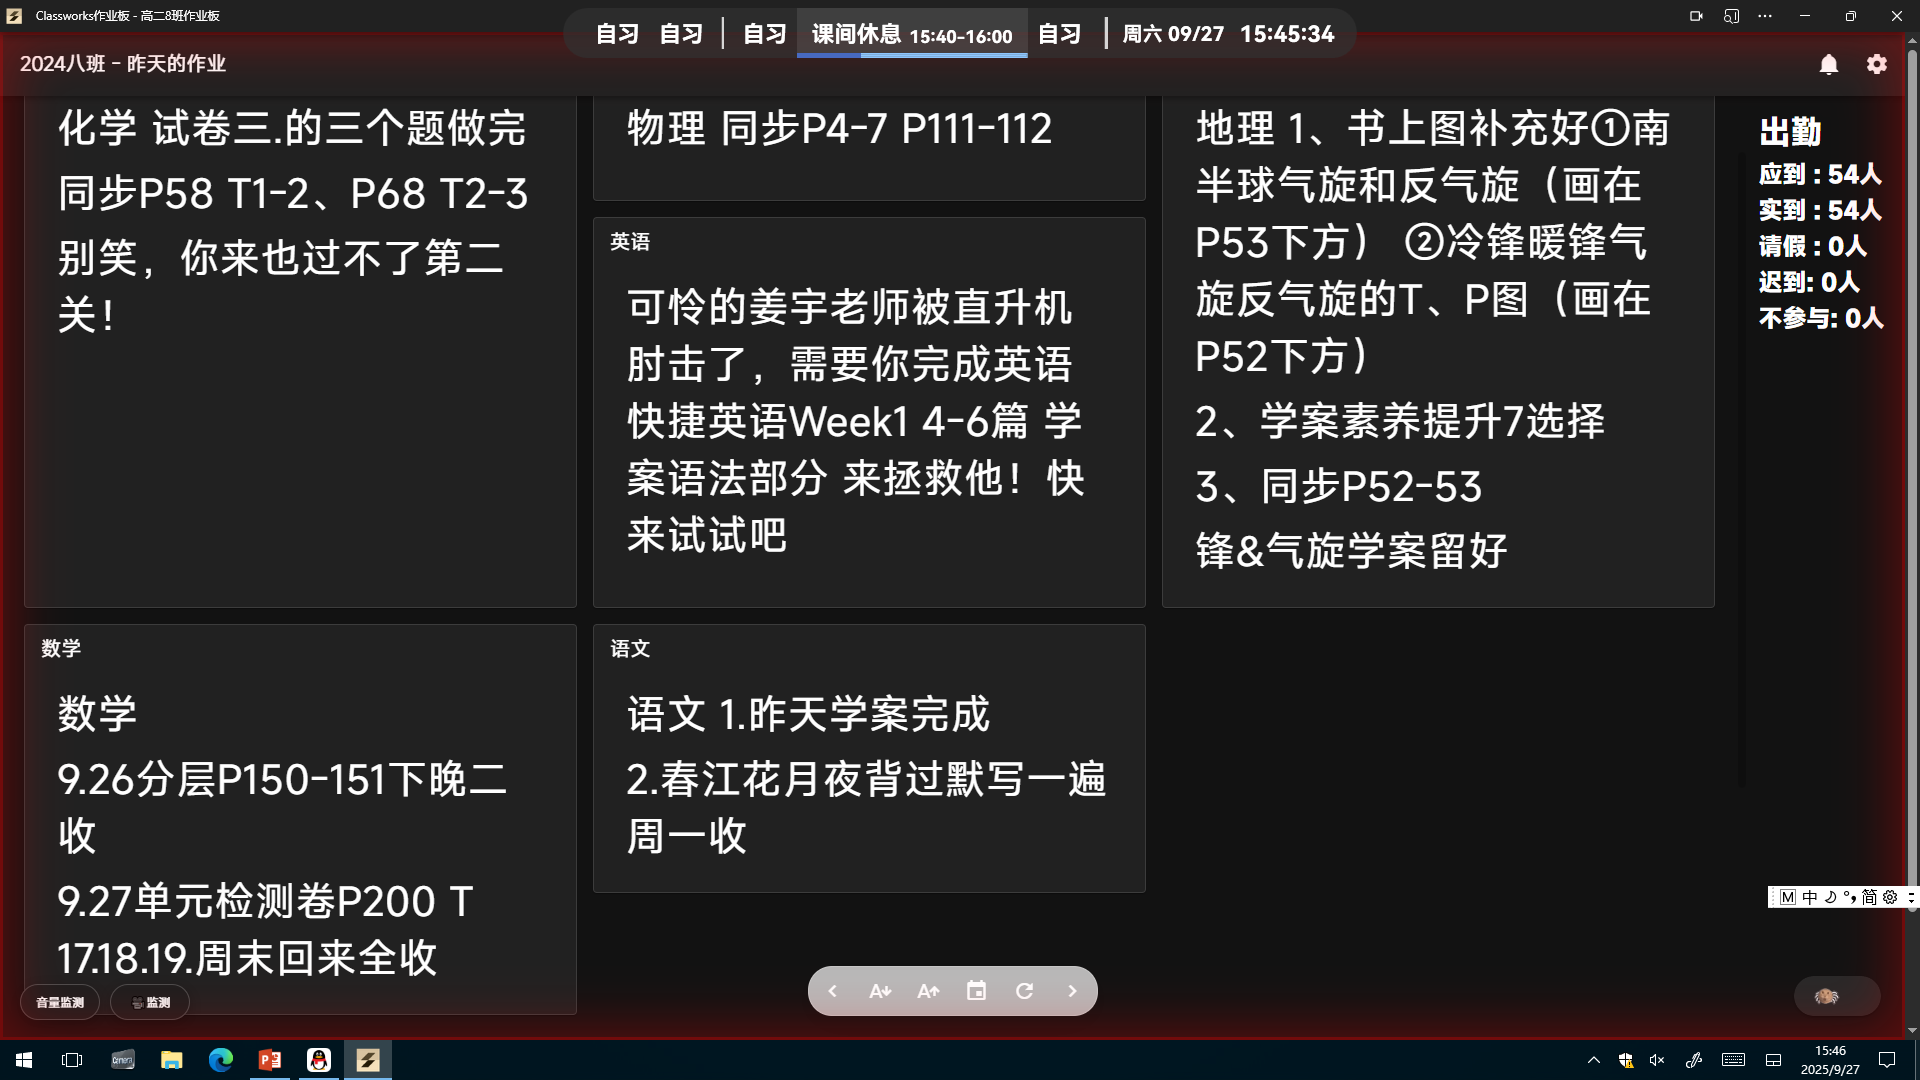 Classworks作业板 - 高二8班作业板
自习 自习 | 自习 课间休息 15:40-16:00 自习 | 周六 09/27 15:45:34
2024八班 - 昨天的作业
化学 试卷三.的三个题做完
同步P58 T1-2、P68 T2-3
别笑，你来也过不了第二
关！
物理 同步P4-7 P111-112
英语
可怜的姜宇老师被直升机
肘击了，需要你完成英语
快捷英语Week1 4-6篇 学
案语法部分 来拯救他！快
来试试吧
地理 1、书上图补充好①南
半球气旋和反气旋（画在
P53下方） ②冷锋暖锋气
旋反气旋的T、P图（画在
P52下方）
2、学案素养提升7选择
3、同步P52-53
锋&气旋学案留好
出勤
应到 : 54人
实到 : 54人
请假 : 0人
迟到: 0人
不参与: 0人
数学
数学
9.26分层P150-151下晚二
收
9.27单元检测卷P200 T
17.18.19.周末回来全收
语文
语文 1.昨天学案完成
2.春江花月夜背过默写一遍
周一收
M 中 简
音量监测
监测
15:46
2025/9/27